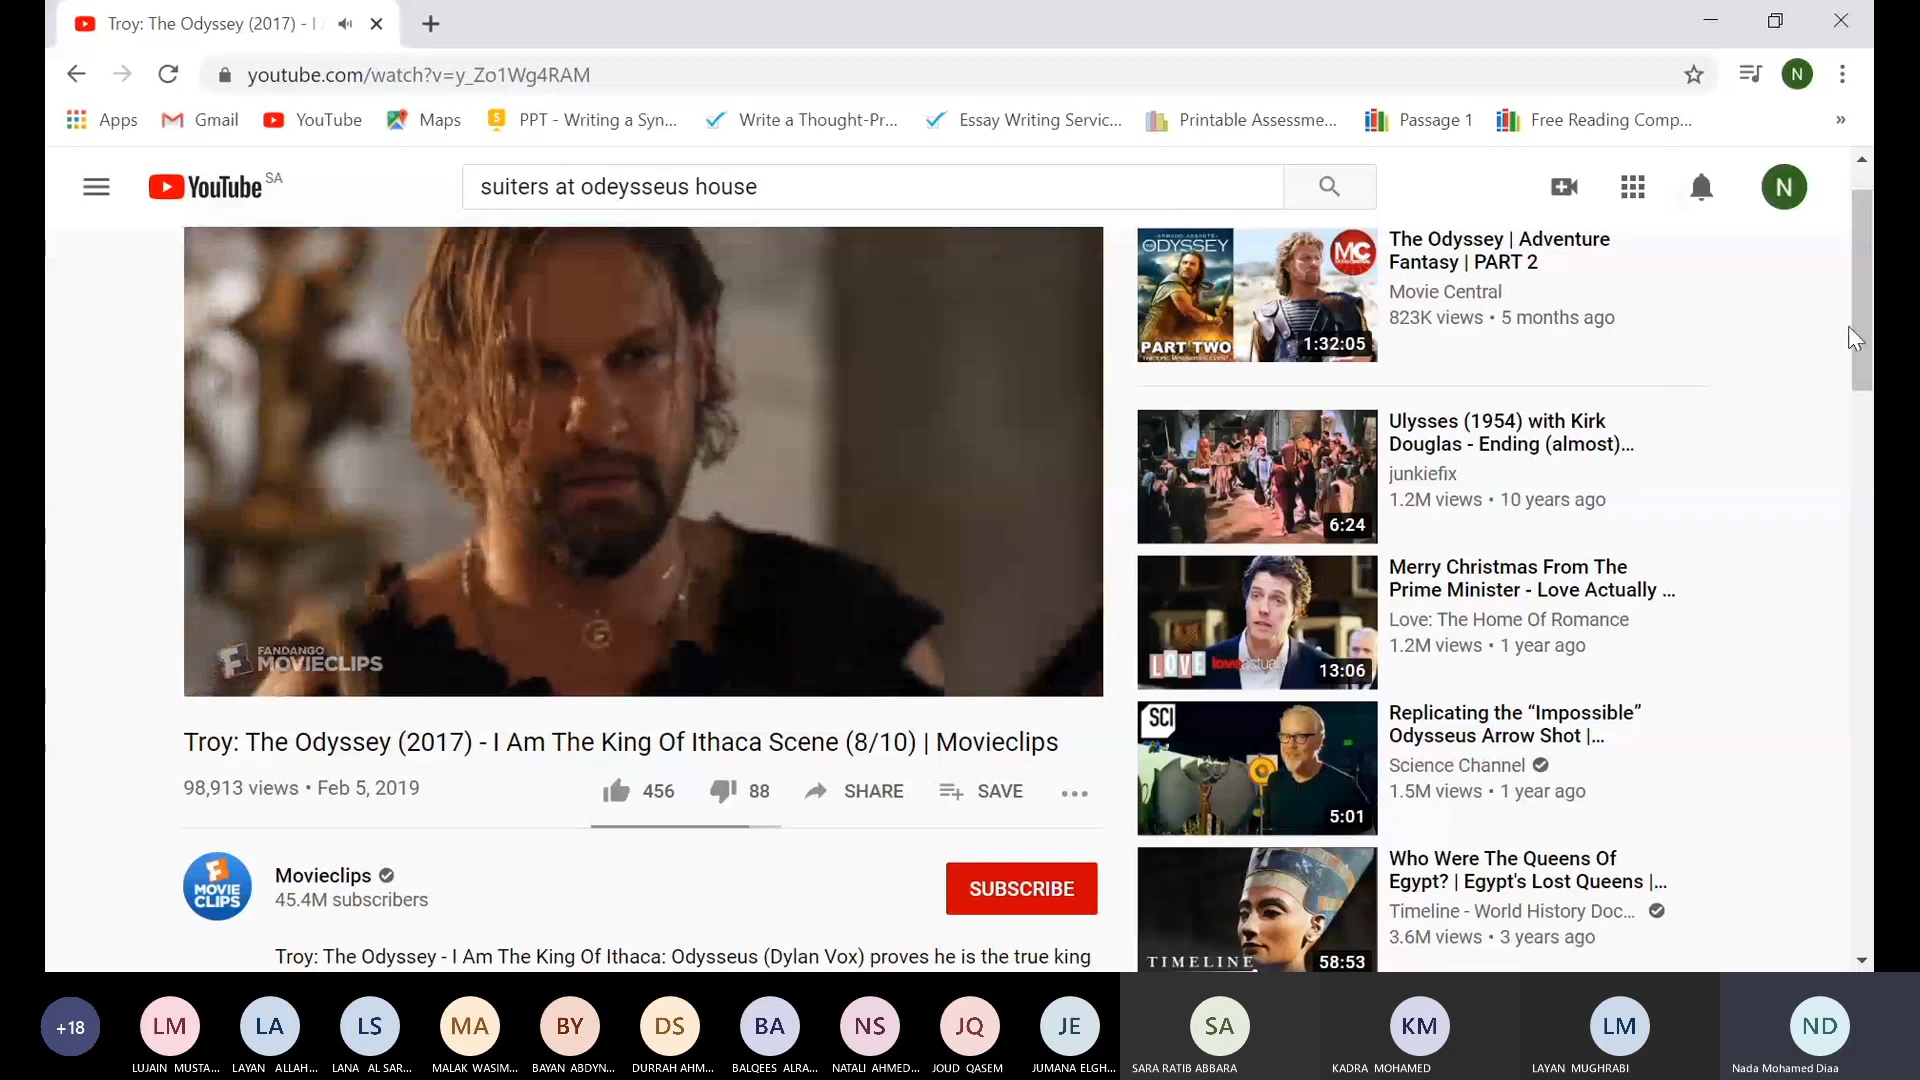 Troy: The Odyssey (2017) - I
youtube.com/watch?v=y_Zo1Wg4RAM
N
Apps
Gmail
YouTube
Maps
PPT - Writing a Syn...
Write a Thought-Pr...
Essay Writing Servic...
Printable Assessme...
Passage 1
Free Reading Comp...
»
YouTube SA
suiters at odeysseus house
N
FANDANGO
MOVIECLIPS
Troy: The Odyssey (2017) - I Am The King Of Ithaca Scene (8/10) | Movieclips
98,913 views • Feb 5, 2019
456
88
SHARE
SAVE
MOVIE
CLIPS
Movieclips
45.4M subscribers
SUBSCRIBE
Troy: The Odyssey - I Am The King Of Ithaca: Odysseus (Dylan Vox) proves he is the true king
ODYSSEY
MC
PART TWO
1:32:05
The Odyssey | Adventure
Fantasy | PART 2
Movie Central
823K views • 5 months ago
6:24
Ulysses (1954) with Kirk
Douglas - Ending (almost)...
junkiefix
1.2M views • 10 years ago
LOVE
love actually
13:06
Merry Christmas From The
Prime Minister - Love Actually ...
Love: The Home Of Romance
1.2M views • 1 year ago
SCI
5:01
Replicating the “Impossible”
Odysseus Arrow Shot |...
Science Channel
1.5M views • 1 year ago
TIMELINE
58:53
Who Were The Queens Of
Egypt? | Egypt's Lost Queens |...
Timeline - World History Doc...
3.6M views • 3 years ago
+18
LM
LUJAIN MUSTA...
LA
LAYAN ALLAH...
LS
LANA AL SAR...
MA
MALAK WASIM...
BY
BAYAN ABDYN...
DS
DURRAH AHM...
BA
BALQEES ALRA...
NS
NATALI AHMED...
JQ
JOUD QASEM
JE
JUMANA ELGH...
SA
SARA RATIB ABBARA
KM
KADRA MOHAMED
LM
LAYAN MUGHRABI
ND
Nada Mohamed Diaa